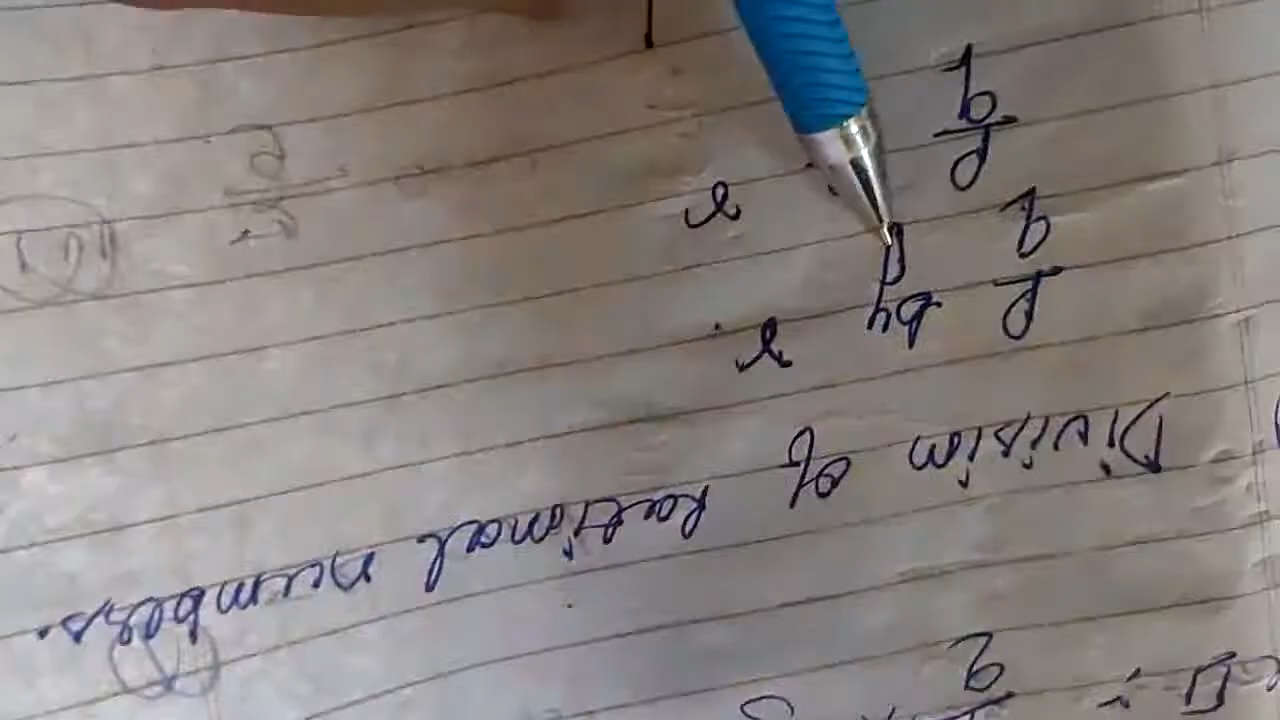 Division of Rational numbers.
p/q by r
p/q r